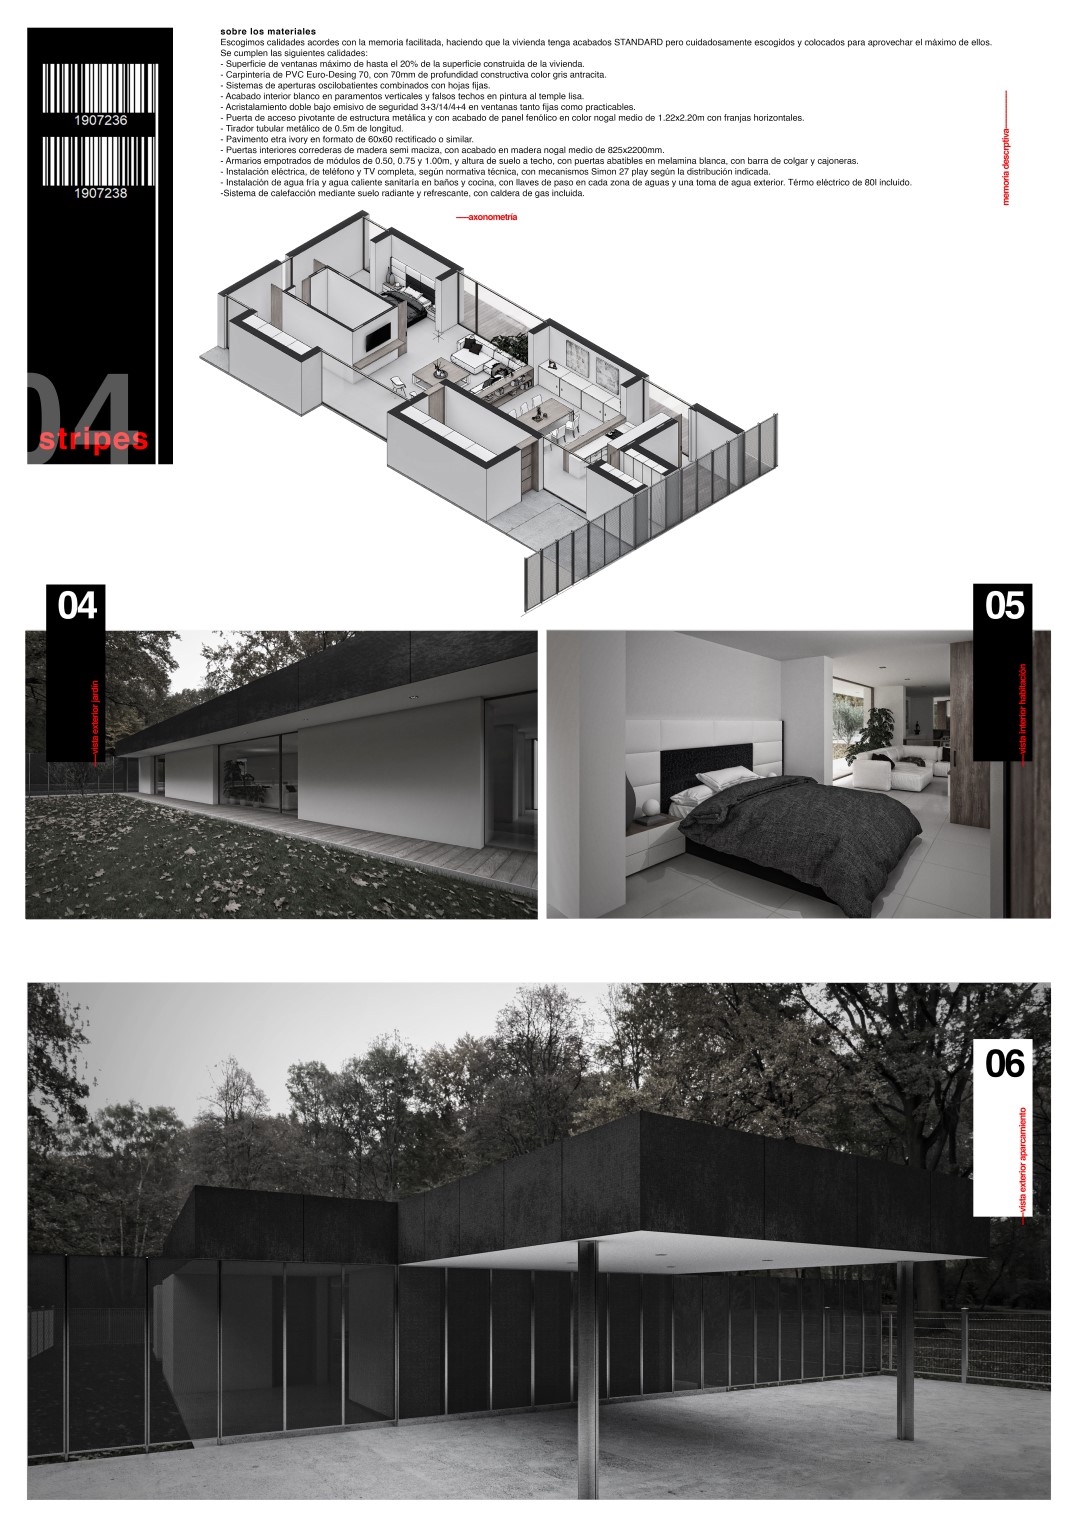 1907236
1907238
04
stripes
sobre los materiales
Escogimos calidades acordes con la memoria facilitada, haciendo que la vivienda tenga acabados STANDARD pero cuidadosamente escogidos y colocados para aprovechar el máximo de ellos.
Se cumplen las siguientes calidades:
- Superficie de ventanas máximo de hasta el 20% de la superficie construida de la vivienda.
- Carpintería de PVC Euro-Desing 70, con 70mm de profundidad constructiva color gris antracita.
- Sistemas de aperturas oscilobatientes combinados con hojas fijas.
- Acabado interior blanco en paramentos verticales y falsos techos en pintura al temple lisa.
- Acristalamiento doble bajo emisivo de seguridad 3+3/14/4+4 en ventanas tanto fijas como practicables.
- Puerta de acceso pivotante de estructura metálica y con acabado de panel fenólico en color nogal medio de 1.22x2.20m con franjas horizontales.
- Tirador tubular metálico de 0.5m de longitud.
- Pavimento etra ivory en formato de 60x60 rectificado o similar.
- Puertas interiores correderas de madera semi maciza, con acabado en madera nogal medio de 825x2200mm.
- Armarios empotrados de módulos de 0.50, 0.75 y 1.00m, y altura de suelo a techo, con puertas abatibles en melamina blanca, con barra de colgar y cajoneras.
- Instalación eléctrica, de teléfono y TV completa, según normativa técnica, con mecanismos Simon 27 play según la distribución indicada.
- Instalación de agua fría y agua caliente sanitaría en baños y cocina, con llaves de paso en cada zona de aguas y una toma de agua exterior. Térmo eléctrico de 80l incluido.
-Sistema de calefacción mediante suelo radiante y refrescante, con caldera de gas incluida.
memoria descrptiva
axonometría
04
vista exterior jardín
05
vista interior habitación
06
vista exterior aparcamiento